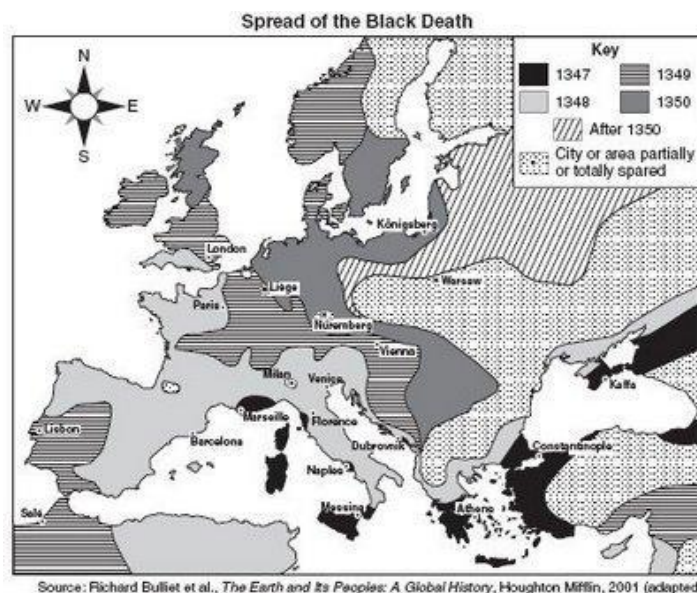 Spread of the Black Death
Key
1347
1349
1348
1350
After 1350
City or area partially
or totally spared
N
W
E
S
Königsberg
London
Warsaw
Liège
Paris
Nüremberg
Vienna
Milan
Venice
Kaffa
Marseille
Florence
Lisbon
Barcelona
Dubrovnik
Constantinople
Naples
Messina
Athens
Salé
Source: Richard Bulliet et al., The Earth and Its Peoples: A Global History, Houghton Mifflin, 2001 (adapted